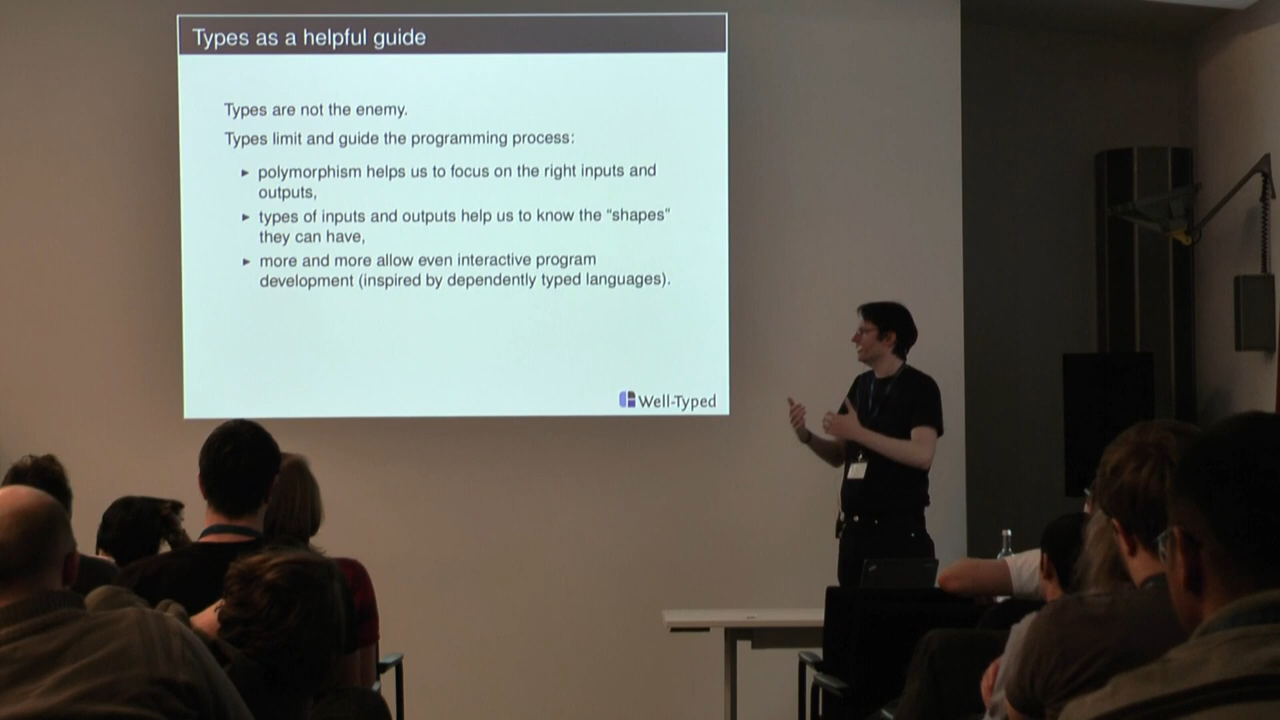 Types as a helpful guide
Types are not the enemy.
Types limit and guide the programming process:
► polymorphism helps us to focus on the right inputs and
outputs,
► types of inputs and outputs help us to know the “shapes”
they can have,
► more and more allow even interactive program
development (inspired by dependently typed languages).
Well-Typed